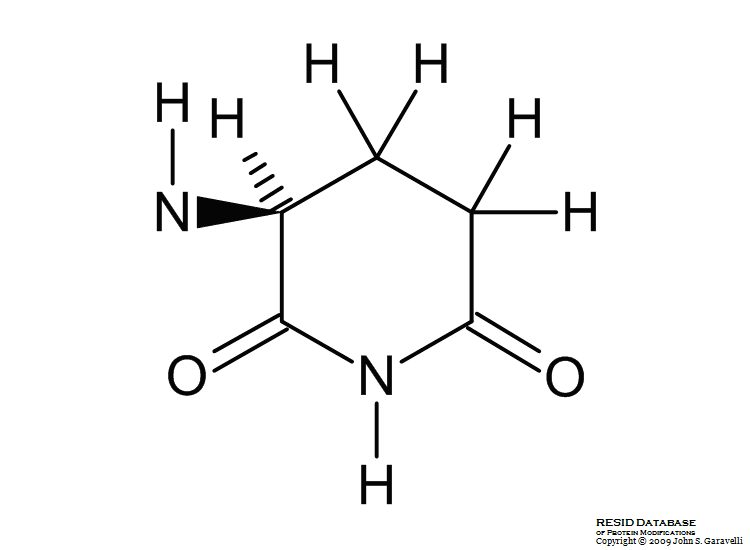 H H
H H H
N H
O N O
H
RESID DATABASE
OF PROTEIN MODIFICATIONS
Copyright © 2009 John S. Garavelli